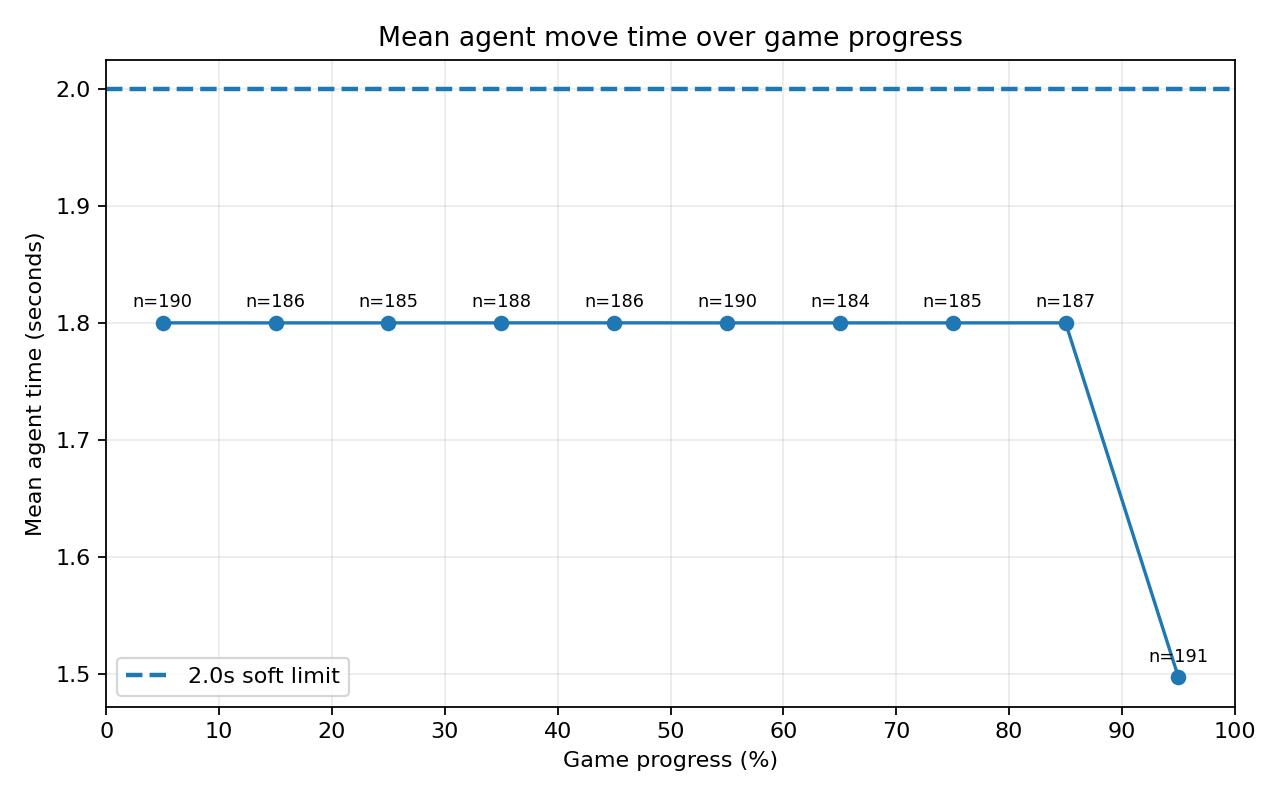 Mean agent move time over game progress
Mean agent time (seconds)
2.0
1.9
1.8
1.7
1.6
1.5
n=190
n=186
n=185
n=188
n=186
n=190
n=184
n=185
n=187
n=191
2.0s soft limit
0 10 20 30 40 50 60 70 80 90 100
Game progress (%)